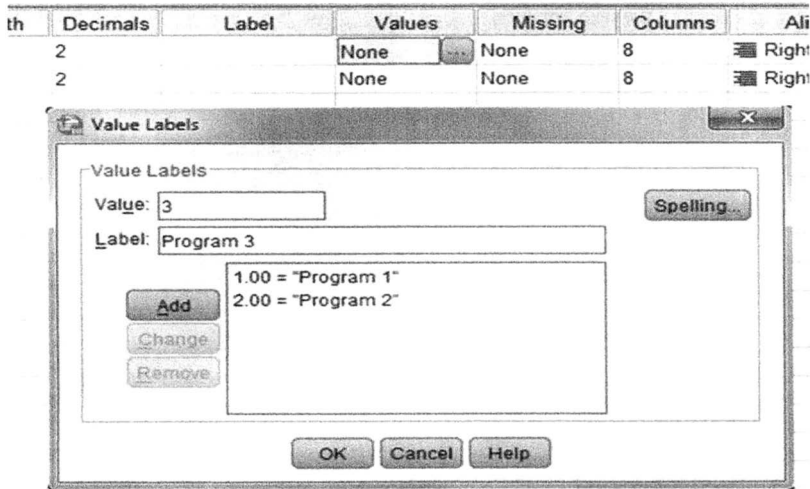 th Decimals Label Values Missing Columns Ali
2 None ... None 8 Right
2 None None 8 Right
Value Labels
Value Labels
Value: 3 Spelling...
Label: Program 3
1.00 = "Program 1"
Add 2.00 = "Program 2"
Change
Remove
OK Cancel Help